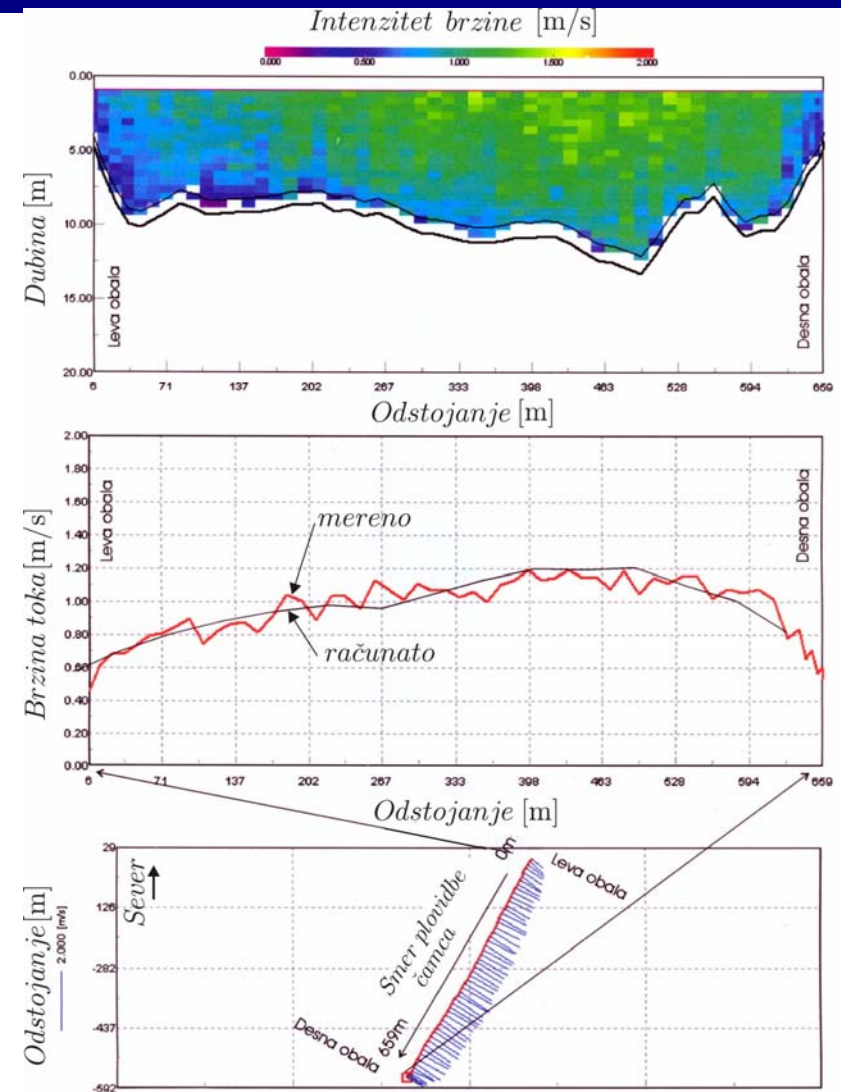 Intenzitet brzine [m/s]
0.000 0.500 1.000 1.500 2.000
Dubina [m]
0.00
5.00
10.00
15.00
20.00
Leva obala
Desna obala
6 71 137 202 267 333 398 463 528 594 659
Odstojanje [m]
Brzina toka [m/s]
2.00
1.80
1.60
1.40
1.20
1.00
0.80
0.60
0.40
0.20
0.00
Leva obala
Desna obala
mereno
računato
6 71 137 202 267 333 398 463 528 594 659
Odstojanje [m]
Odstojanje [m]
2.000 [m/s]
29
126
-282
-437
-592
Sever
0m
Leva obala
Smer plovidbe
čamca
Desna obala
659m